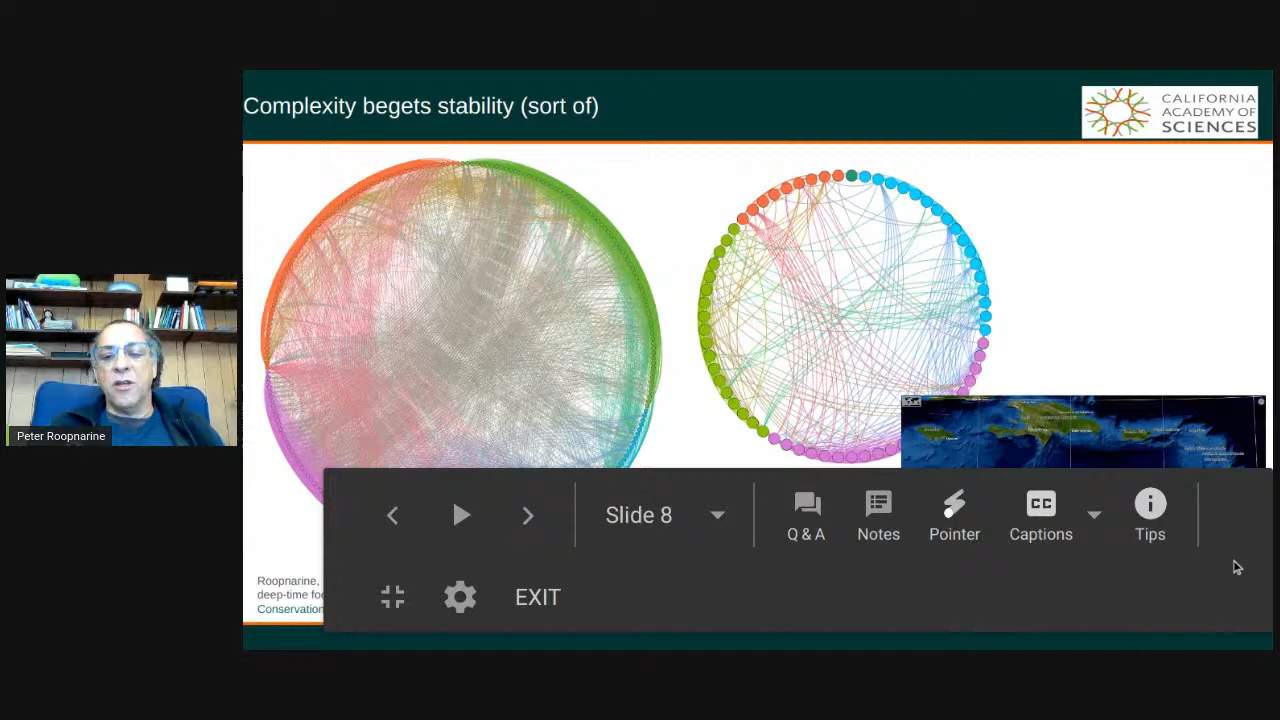 Complexity begets stability (sort of)
CALIFORNIA
ACADEMY OF
SCIENCES
Peter Roopnarine
Slide 8
Q & A
Notes
Pointer
CC
Captions
Tips
EXIT
Roopnarine,
deep-time
Conservation